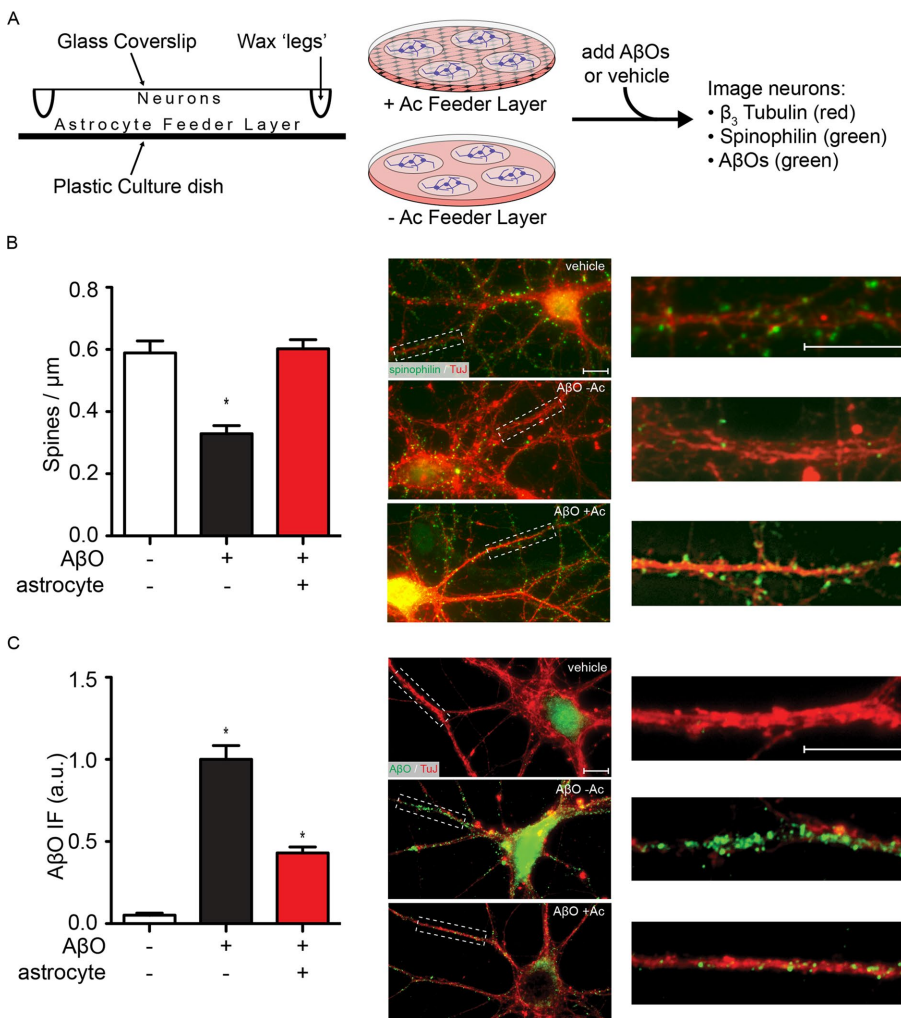 A
Glass Coverslip
Wax ‘legs’
Neurons
Astrocyte Feeder Layer
Plastic Culture dish
+ Ac Feeder Layer
- Ac Feeder Layer
add AβOs
or vehicle
Image neurons:
• β₃ Tubulin (red)
• Spinophilin (green)
• AβOs (green)
B
Spines / μm
0.8
0.6
0.4
0.2
0.0
*
AβO - + +
astrocyte - - +
vehicle
spinophilin / TuJ
AβO -Ac
AβO +Ac
C
AβO IF (a.u.)
1.5
1.0
0.5
0.0
*
*
AβO - + +
astrocyte - - +
vehicle
AβO / TuJ
AβO -Ac
AβO +Ac